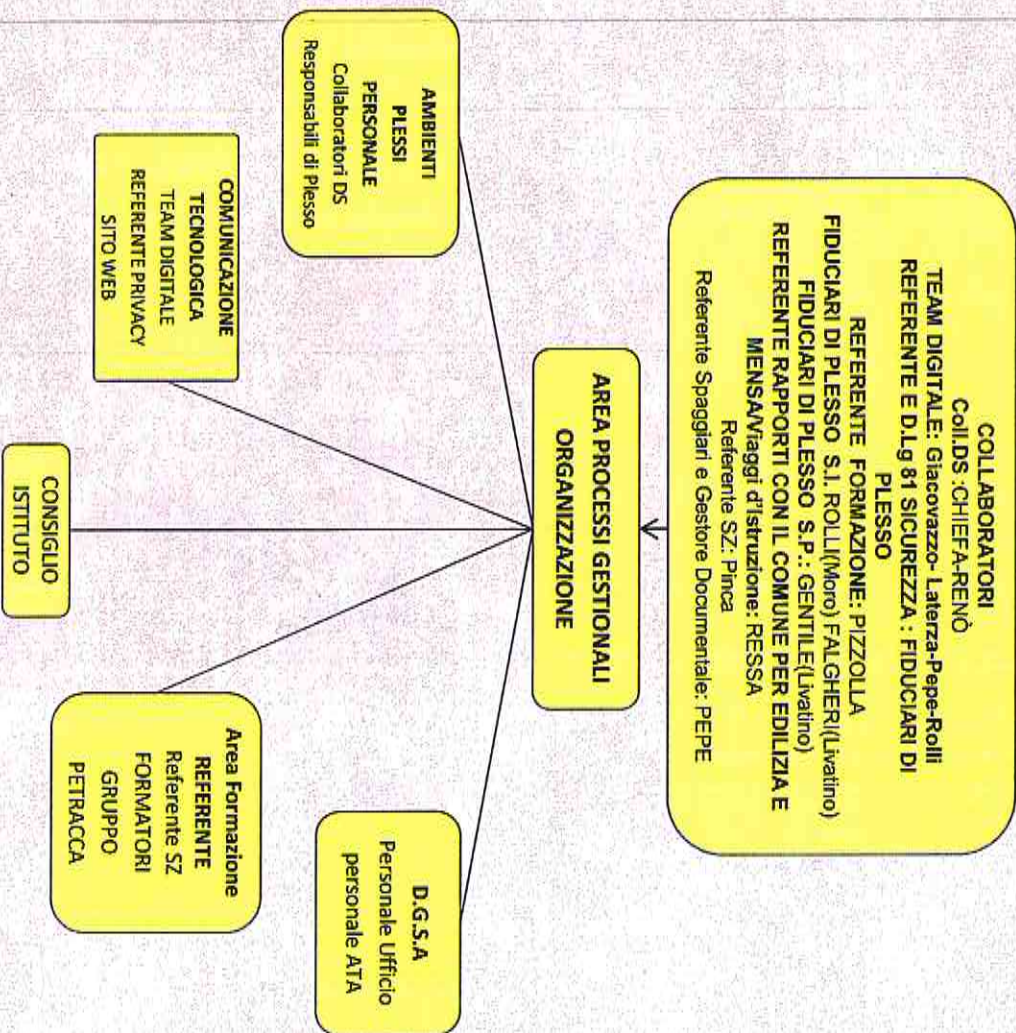 COLLABORATORI
Coll.DS :CHIEFA-RENÒ
TEAM DIGITALE: Giacovazzo- Laterza-Pepe-Rolli
REFERENTE E D.Lg 81 SICUREZZA : FIDUCIARI DI
PLESSO
REFERENTE FORMAZIONE: PIZZOLLA
FIDUCIARI DI PLESSO S.I. ROLLI(Moro) FALGHERI(Livatino)
FIDUCIARI DI PLESSO S.P.: GENTILE(Livatino)
REFERENTE RAPPORTI CON IL COMUNE PER EDILIZIA E
MENSA/Viaggi d'Istruzione: RESSA
Referente SZ: Pinca
Referente Spaggiari e Gestore Documentale: PEPE
AREA PROCESSI GESTIONALI
ORGANIZZAZIONE
AMBIENTI
PLESSI
PERSONALE
Collaboratori DS
Responsabili di Plesso
COMUNICAZIONE
TECNOLOGICA
TEAM DIGITALE
REFERENTE PRIVACY
SITO WEB
CONSIGLIO
ISTITUTO
Area Formazione
REFERENTE
Referente SZ
FORMATORI
GRUPPO
PETRACCA
D.G.S.A
Personale Ufficio
personale ATA